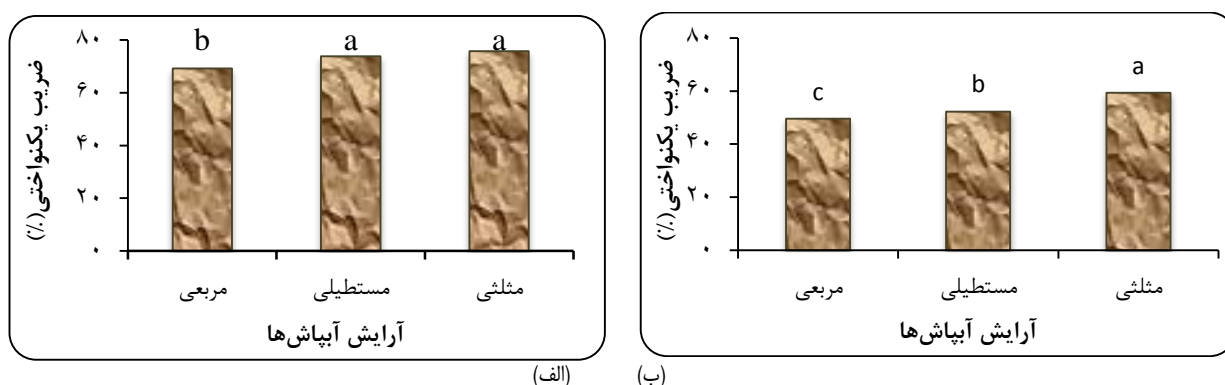 ضریب یکنواختی(٪)
۸۰
۶۰
۴۰
۲۰
۰
b a a
مربعی مستطیلی مثلثی
آرایش آبپاش‌ها
(الف)
ضریب یکنواختی(٪)
۸۰
۶۰
۴۰
۲۰
۰
c b a
مربعی مستطیلی مثلثی
آرایش آبپاش‌ها
(ب)